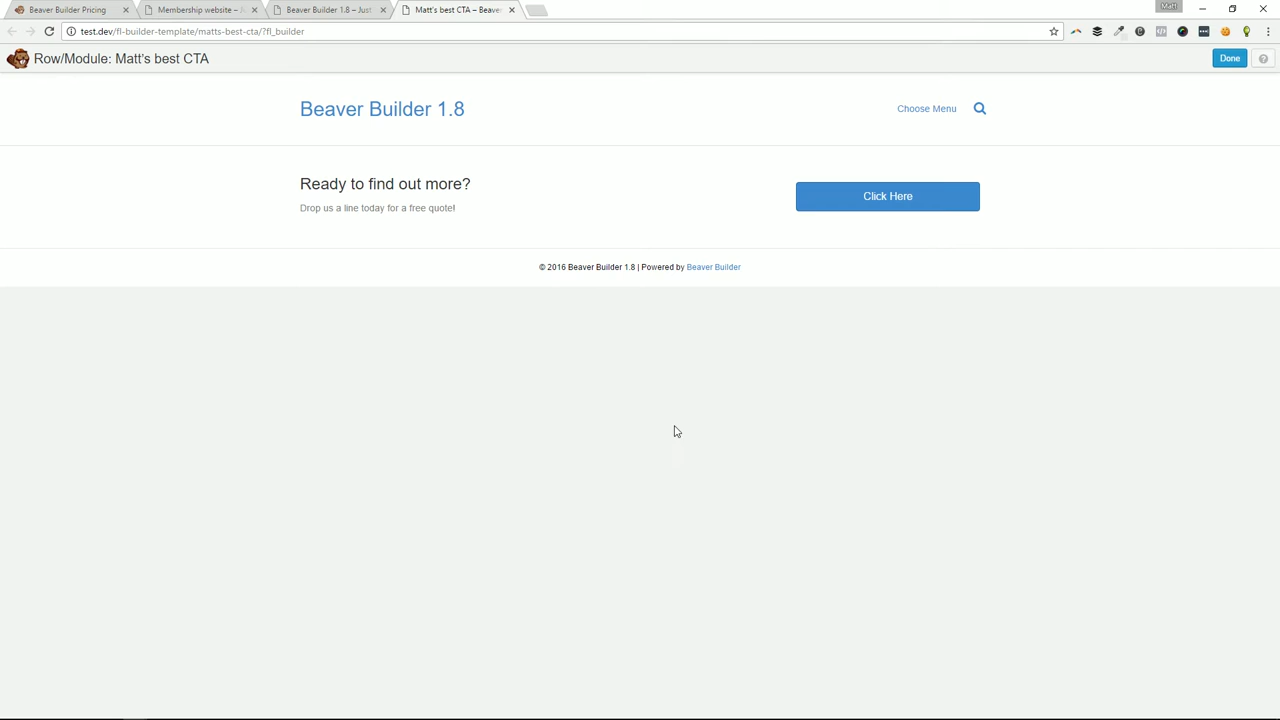 Beaver Builder Pricing
Membership website – J
Beaver Builder 1.8 – Just
Matt's best CTA – Beaver
Matt
test.dev/fl-builder-template/matts-best-cta/?fl_builder
Row/Module: Matt's best CTA
Done
Beaver Builder 1.8
Choose Menu
Ready to find out more?
Drop us a line today for a free quote!
Click Here
© 2016 Beaver Builder 1.8 | Powered by Beaver Builder